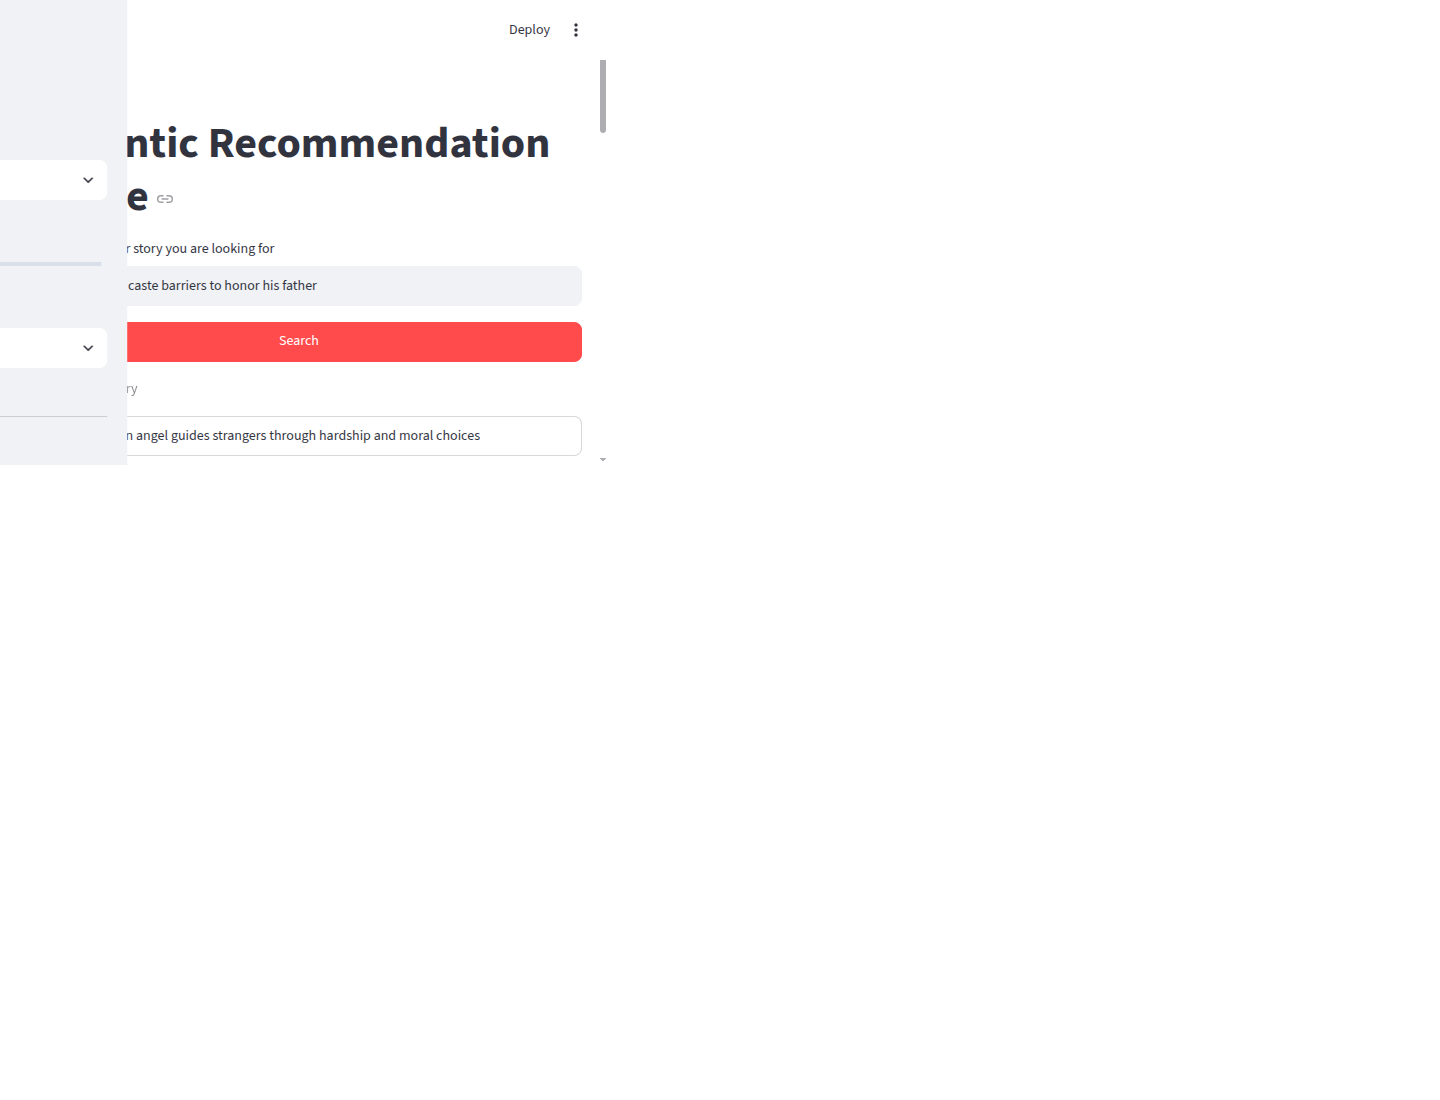 Deploy
ntic Recommendation
e
r story you are looking for
caste barriers to honor his father
Search
ry
n angel guides strangers through hardship and moral choices